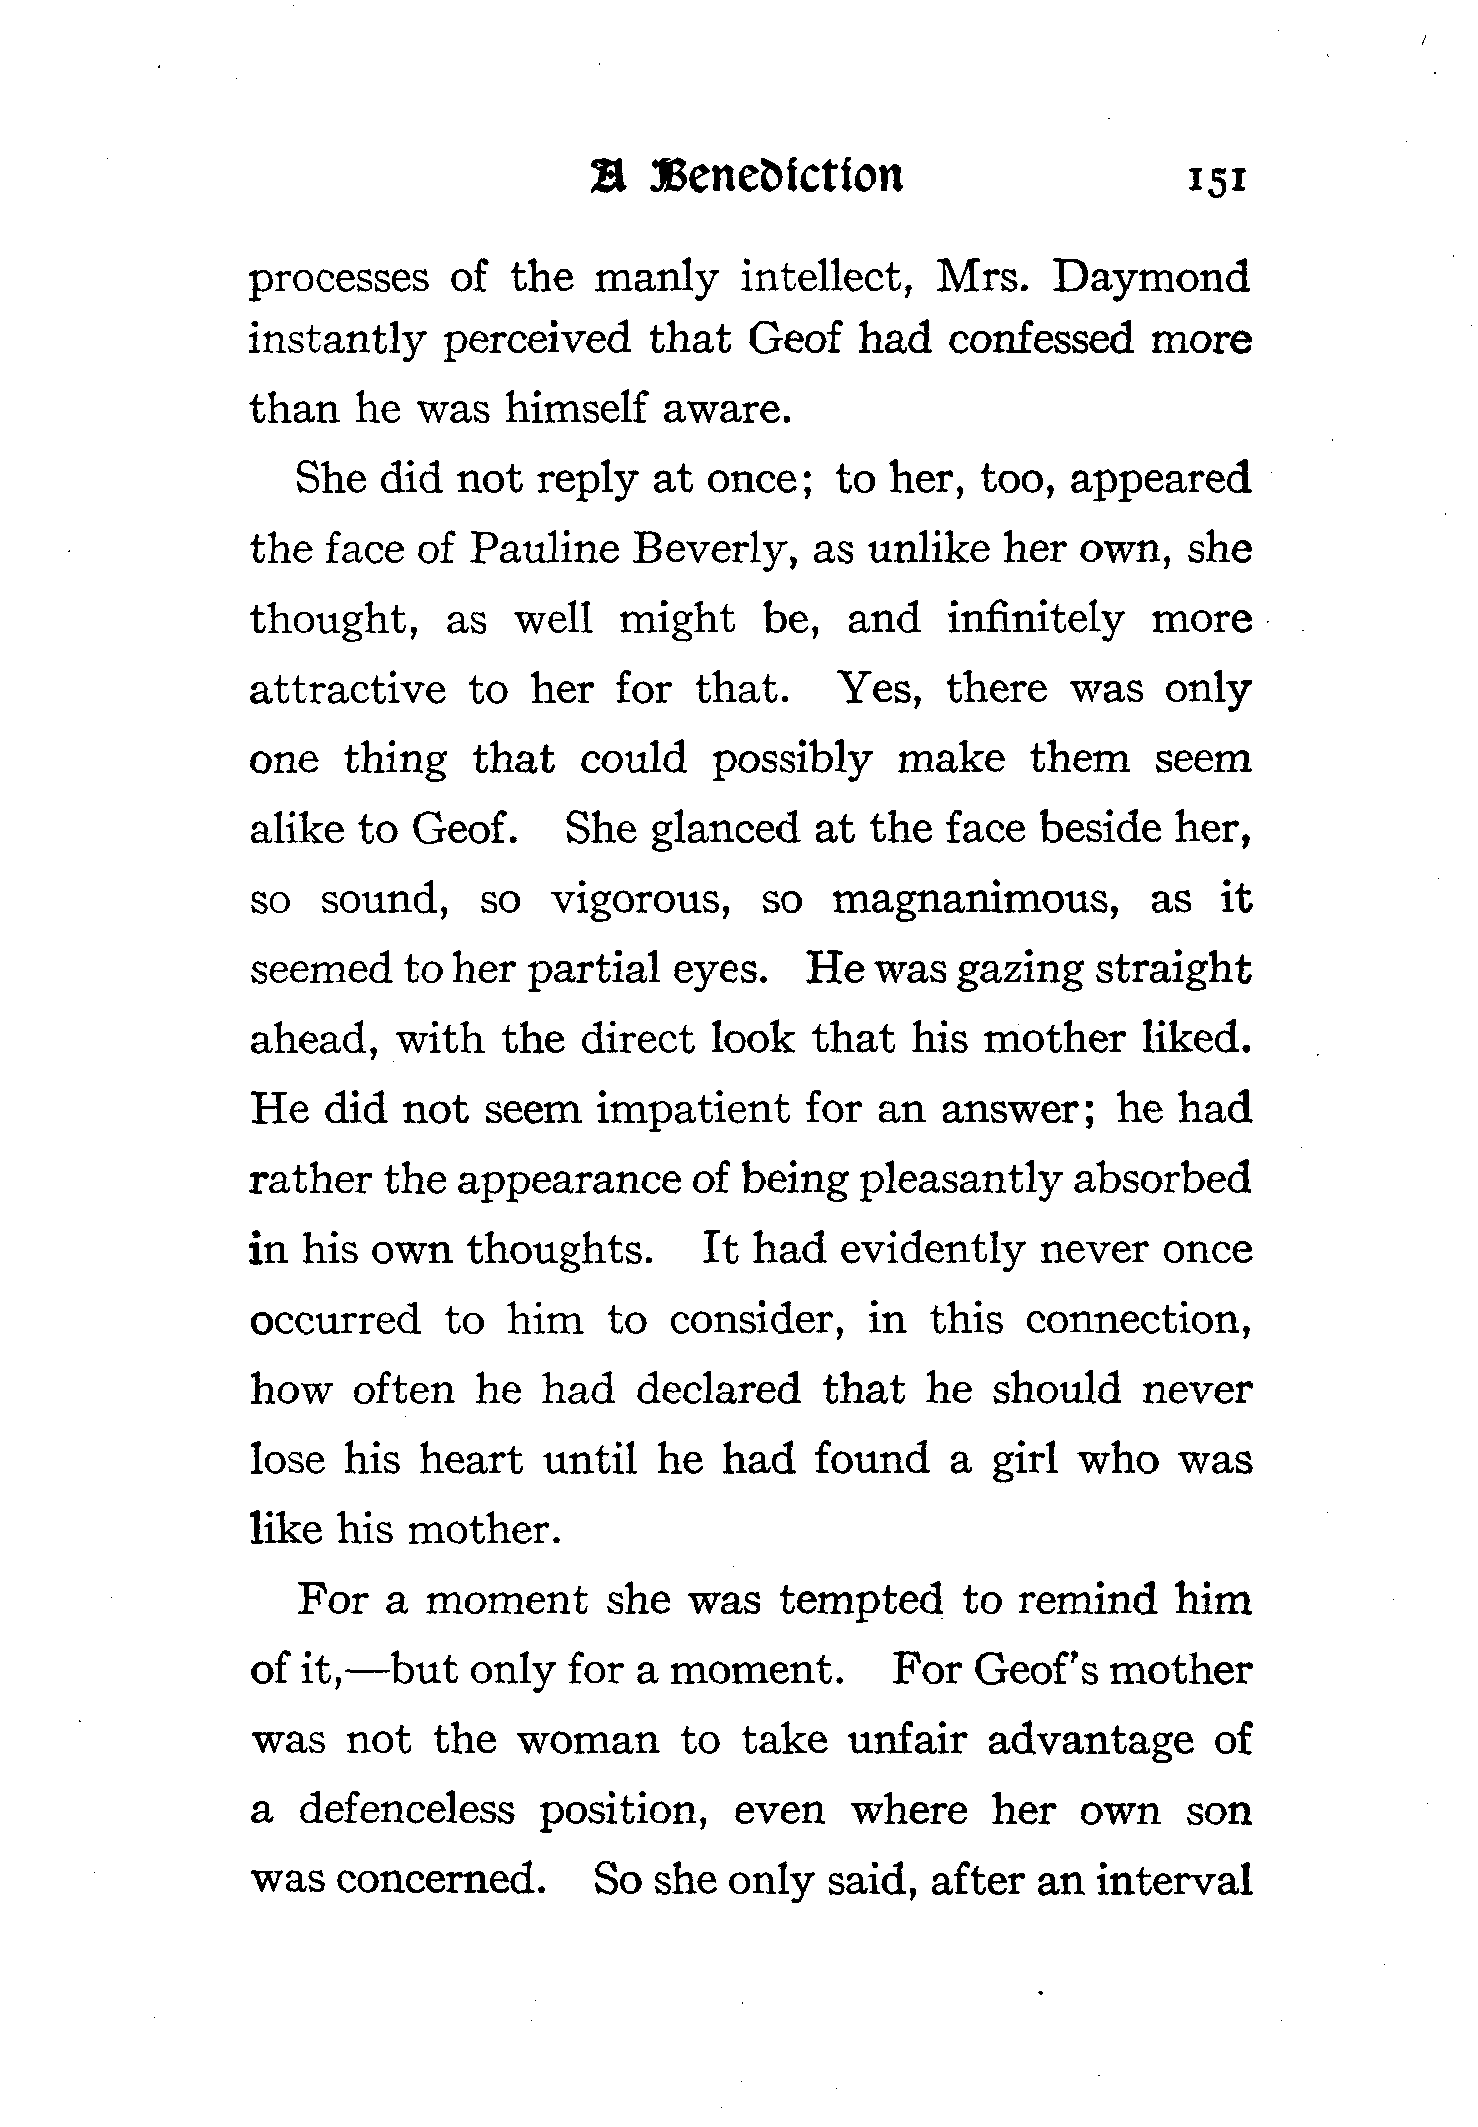 A Benediction 151
processes of the manly intellect, Mrs. Daymond
instantly perceived that Geof had confessed more
than he was himself aware.
She did not reply at once; to her, too, appeared
the face of Pauline Beverly, as unlike her own, she
thought, as well might be, and infinitely more
attractive to her for that. Yes, there was only
one thing that could possibly make them seem
alike to Geof. She glanced at the face beside her,
so sound, so vigorous, so magnanimous, as it
seemed to her partial eyes. He was gazing straight
ahead, with the direct look that his mother liked.
He did not seem impatient for an answer; he had
rather the appearance of being pleasantly absorbed
in his own thoughts. It had evidently never once
occurred to him to consider, in this connection,
how often he had declared that he should never
lose his heart until he had found a girl who was
like his mother.
For a moment she was tempted to remind him
of it,—but only for a moment. For Geof's mother
was not the woman to take unfair advantage of
a defenceless position, even where her own son
was concerned. So she only said, after an interval